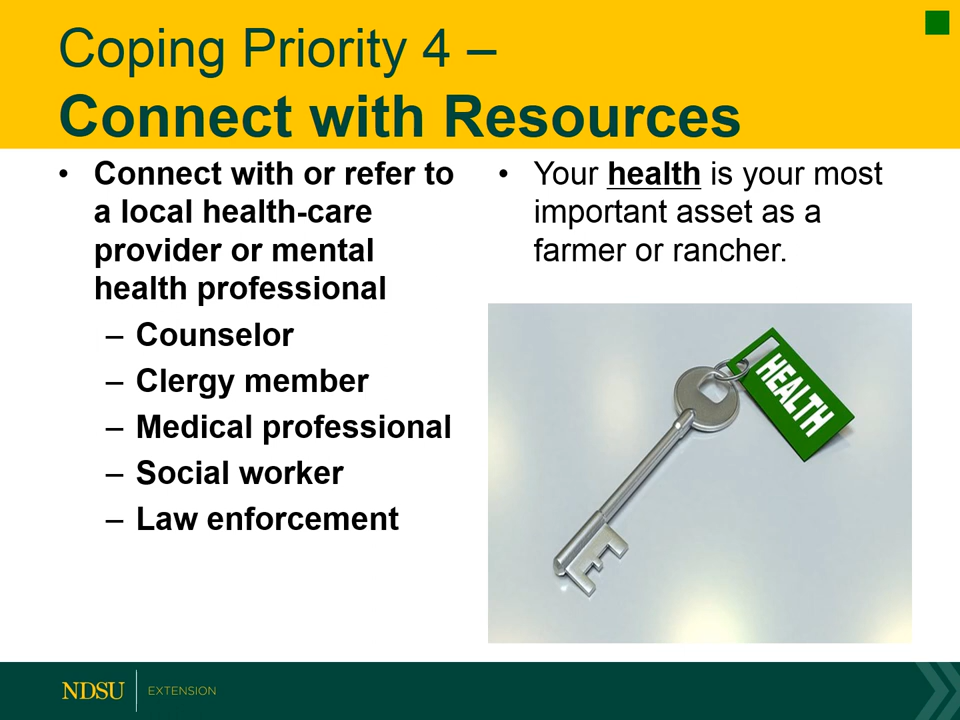 Coping Priority 4 –
Connect with Resources
• Connect with or refer to
a local health-care
provider or mental
health professional
– Counselor
– Clergy member
– Medical professional
– Social worker
– Law enforcement
• Your health is your most
important asset as a
farmer or rancher.
HEALTH
NDSU EXTENSION